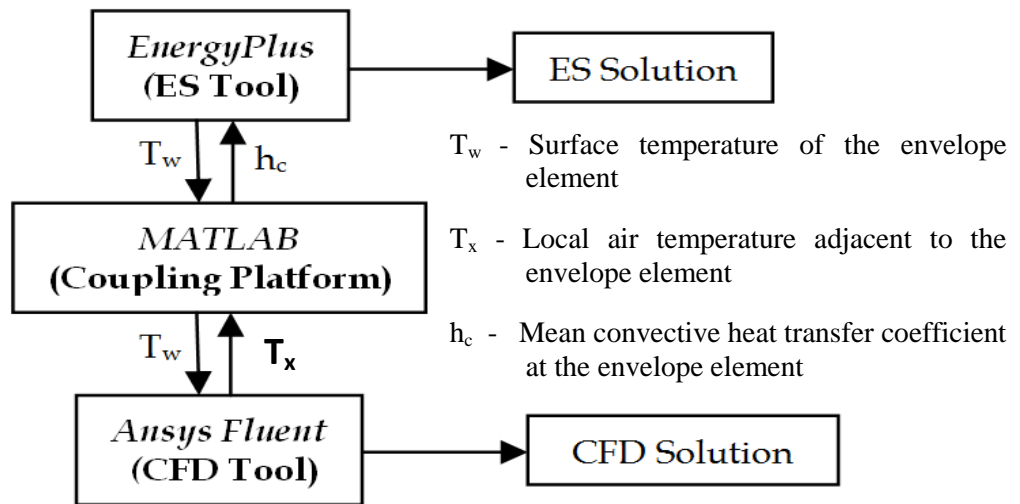 EnergyPlus
(ES Tool)
ES Solution
Tw hc
MATLAB
(Coupling Platform)
Tw Tx
Ansys Fluent
(CFD Tool)
CFD Solution
Tw - Surface temperature of the envelope
element
Tx - Local air temperature adjacent to the
envelope element
hc - Mean convective heat transfer coefficient
at the envelope element